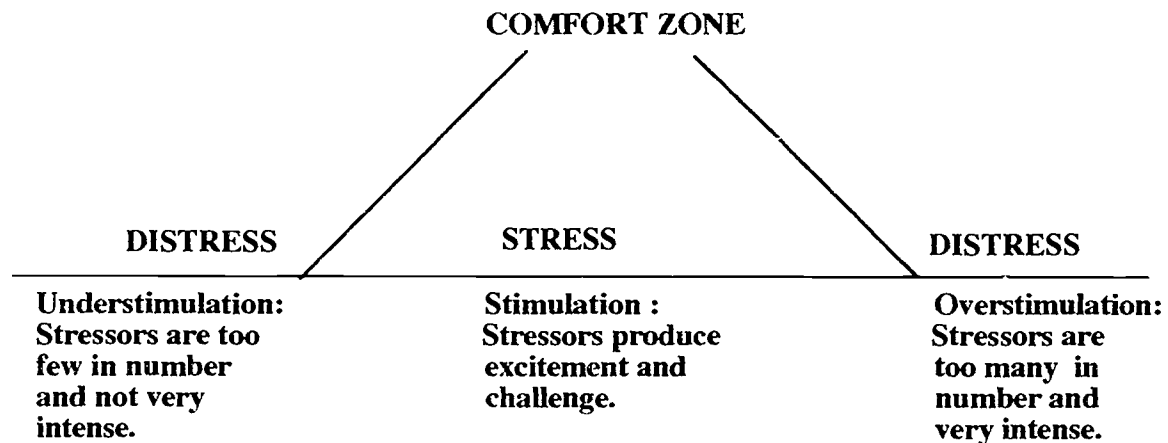 COMFORT ZONE
DISTRESS
STRESS
DISTRESS
Understimulation:
Stressors are too
few in number
and not very
intense.
Stimulation :
Stressors produce
excitement and
challenge.
Overstimulation:
Stressors are
too many in
number and
very intense.